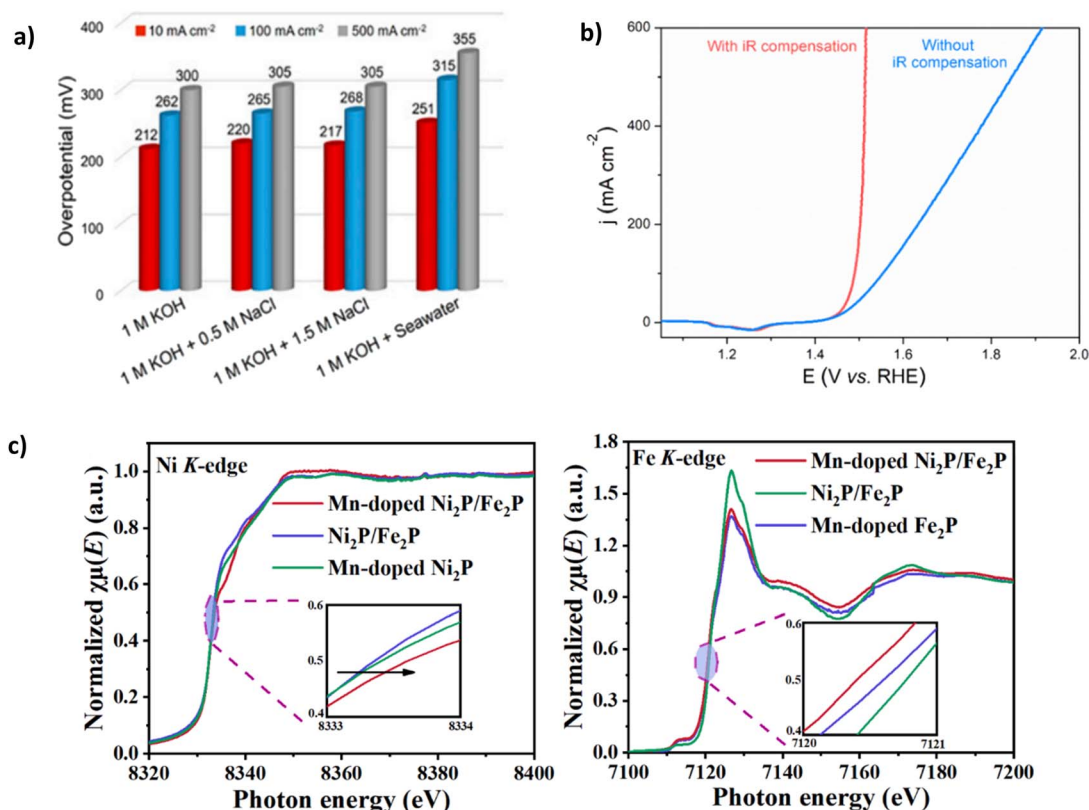 a)
400
300
200
100
0
Overpotential (mV)
10 mA cm⁻² 100 mA cm⁻² 500 mA cm⁻²
212 262 300
220 265 305
217 268 305
251 315 355
1 M KOH
1 M KOH + 0.5 M NaCl
1 M KOH + 1.5 M NaCl
1 M KOH + Seawater
b)
600
400
200
0
j (mA cm⁻²)
With iR compensation
Without
iR compensation
1.2 1.4 1.6 1.8 2.0
E (V vs. RHE)
c)
Ni K-edge
Mn-doped Ni₂P/Fe₂P
Ni₂P/Fe₂P
Mn-doped Ni₂P
1.0
0.8
0.6
0.4
0.2
0.0
Normalized χμ(E) (a.u.)
0.6
0.5
0.4
8333 8334
8320 8340 8360 8380 8400
Photon energy (eV)
Fe K-edge
Mn-doped Ni₂P/Fe₂P
Ni₂P/Fe₂P
Mn-doped Fe₂P
1.8
1.5
1.2
0.9
0.6
0.3
0.0
Normalized χμ(E) (a.u.)
0.6
0.5
0.4
7120 7121
7100 7120 7140 7160 7180 7200
Photon energy (eV)